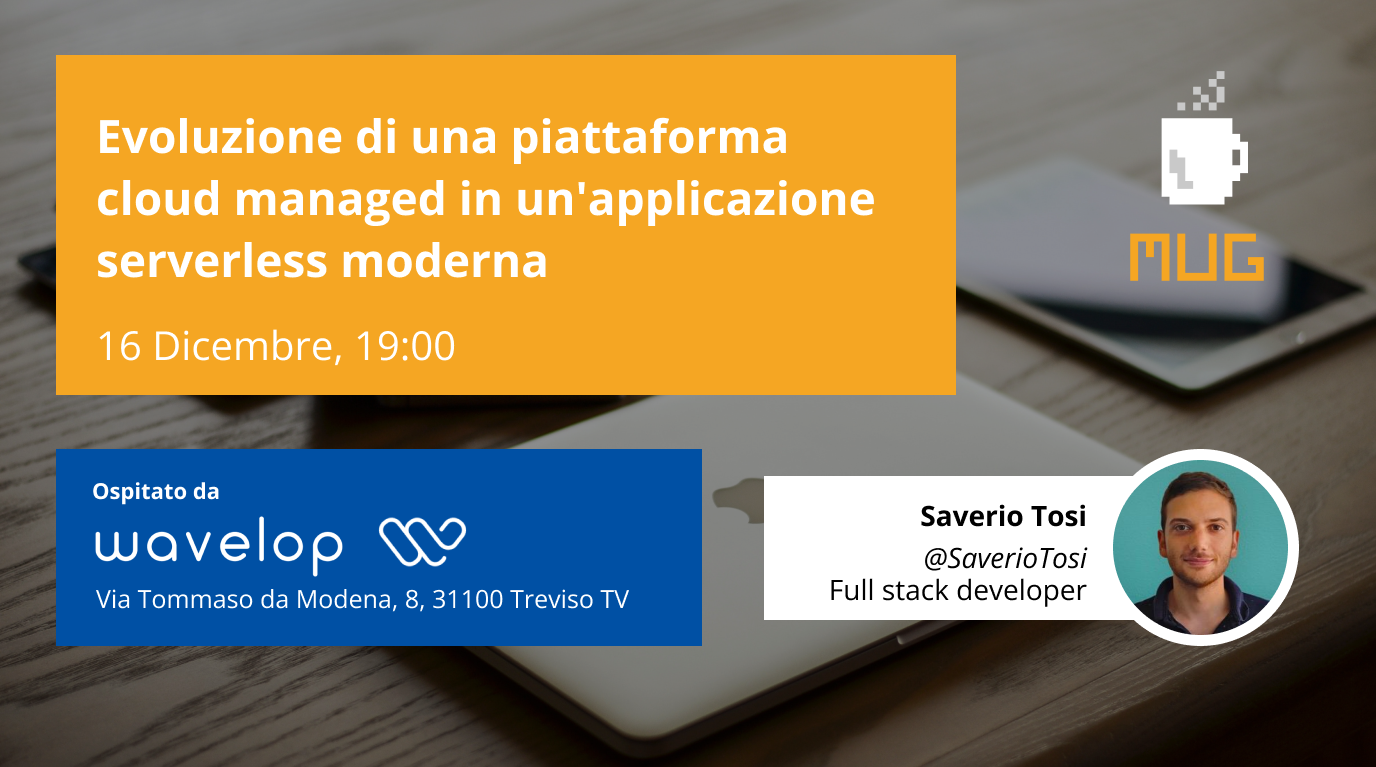 Evoluzione di una piattaforma
cloud managed in un'applicazione
serverless moderna
16 Dicembre, 19:00
MUG
Ospitato da
wavelop
Via Tommaso da Modena, 8, 31100 Treviso TV
Saverio Tosi
@SaverioTosi
Full stack developer